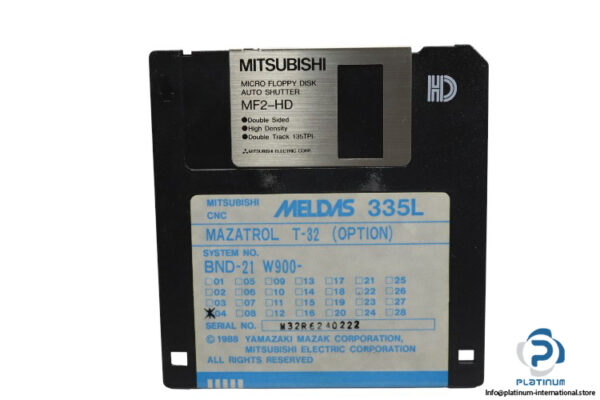 MITSUBISHI
MICRO FLOPPY DISK
AUTO SHUTTER
MF2-HD
●Double Sided
●High Density
●Double Track 135TPI
MITSUBISHI ELECTRIC CORP.
HD
MITSUBISHI
CNC
MELDAS 335L
MAZATROL T-32 (OPTION)
SYSTEM NO.
BND-21 W900-
□01 □05 □09 □13 □17 □21 □25
□02 □06 □10 □14 □18 □22 □26
□03 □07 □11 □15 □19 □23 □27
□04 □08 □12 □16 □20 □24 □28
SERIAL NO. M32R6240222
©1988 YAMAZAKI MAZAK CORPORATION,
MITSUBISHI ELECTRIC CORPORATION
ALL RIGHTS RESERVED
PLATINUM
Info@platinum-international.store